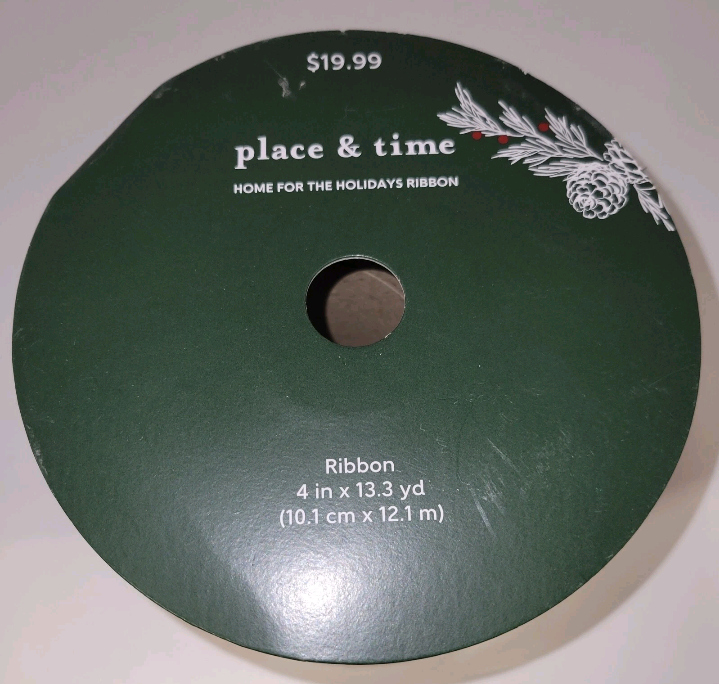 $19.99
place & time
HOME FOR THE HOLIDAYS RIBBON
Ribbon
4 in x 13.3 yd
(10.1 cm x 12.1 m)